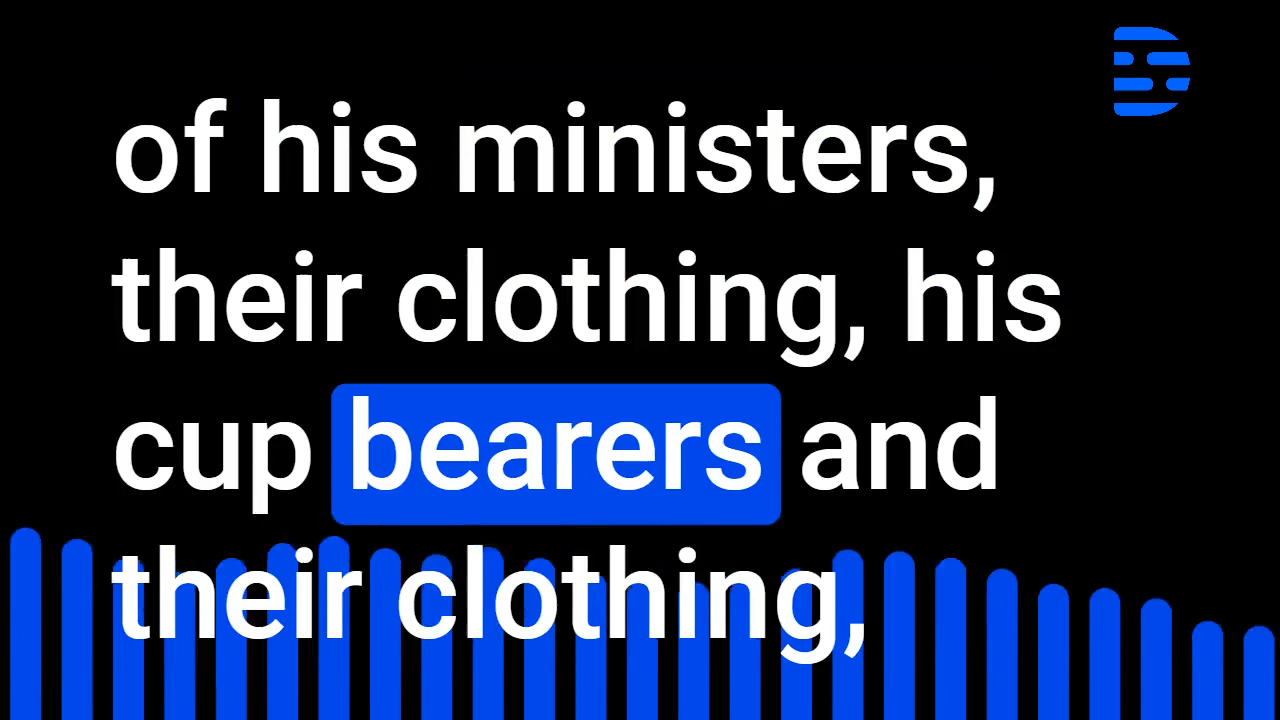 of his ministers,
their clothing, his
cup bearers and
their clothing,